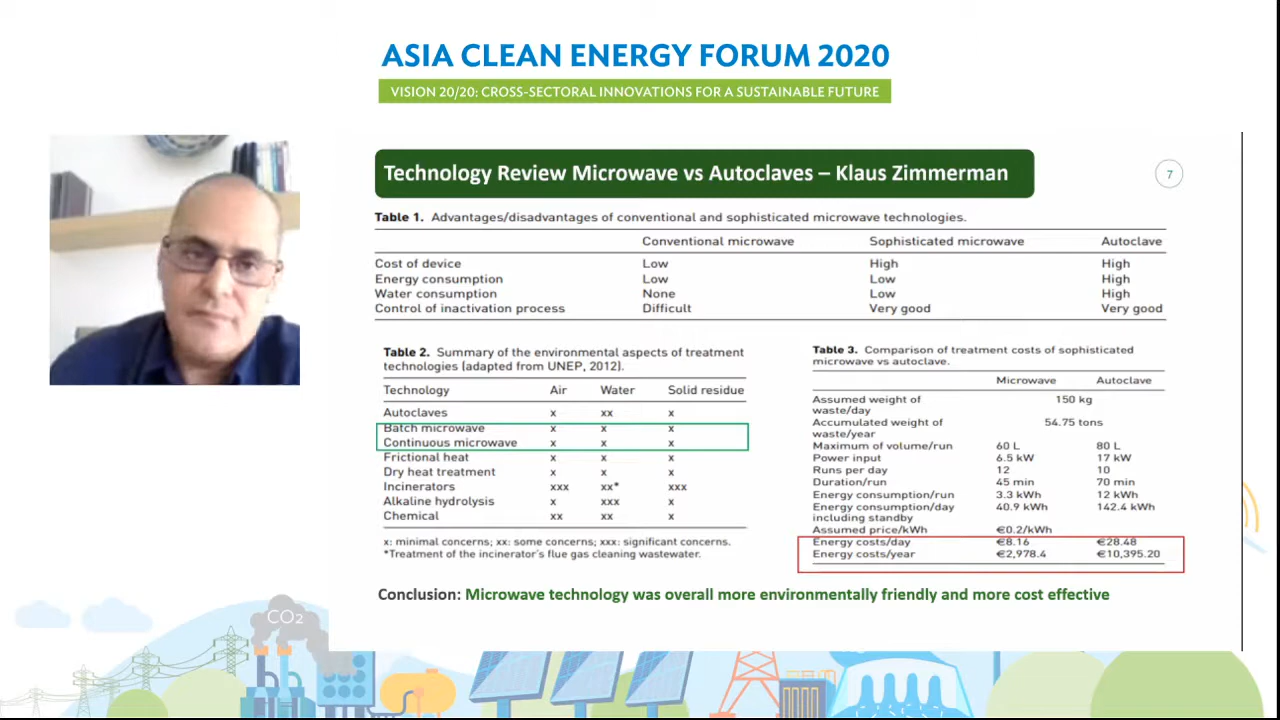 ASIA CLEAN ENERGY FORUM 2020
VISION 20/20: CROSS-SECTORAL INNOVATIONS FOR A SUSTAINABLE FUTURE
Technology Review Microwave vs Autoclaves – Klaus Zimmerman
7
Table 1. Advantages/disadvantages of conventional and sophisticated microwave technologies.
Conventional microwave Sophisticated microwave Autoclave
Cost of device Low High High
Energy consumption Low Low High
Water consumption None Low High
Control of inactivation process Difficult Very good Very good
Table 2. Summary of the environmental aspects of treatment
technologies (adapted from UNEP, 2012).
Technology Air Water Solid residue
Autoclaves x xx x
Batch microwave x x x
Continuous microwave x x x
Frictional heat x x x
Dry heat treatment x x x
Incinerators xxx xx* xxx
Alkaline hydrolysis x xxx x
Chemical xx xx x
x: minimal concerns; xx: some concerns; xxx: significant concerns.
*Treatment of the incinerator's flue gas cleaning wastewater.
Table 3. Comparison of treatment costs of sophisticated
microwave vs autoclave.
Microwave Autoclave
Assumed weight of
waste/day 150 kg
Accumulated weight of
waste/year 54.75 tons
Maximum of volume/run 60 L 80 L
Power input 6.5 kW 17 kW
Runs per day 12 10
Duration/run 45 min 70 min
Energy consumption/run 3.3 kWh 12 kWh
Energy consumption/day 40.9 kWh 142.4 kWh
including standby
Assumed price/kWh €0.2/kWh
Energy costs/day €8.16 €28.48
Energy costs/year €2,978.4 €10,395.20
Conclusion: Microwave technology was overall more environmentally friendly and more cost effective
CO2